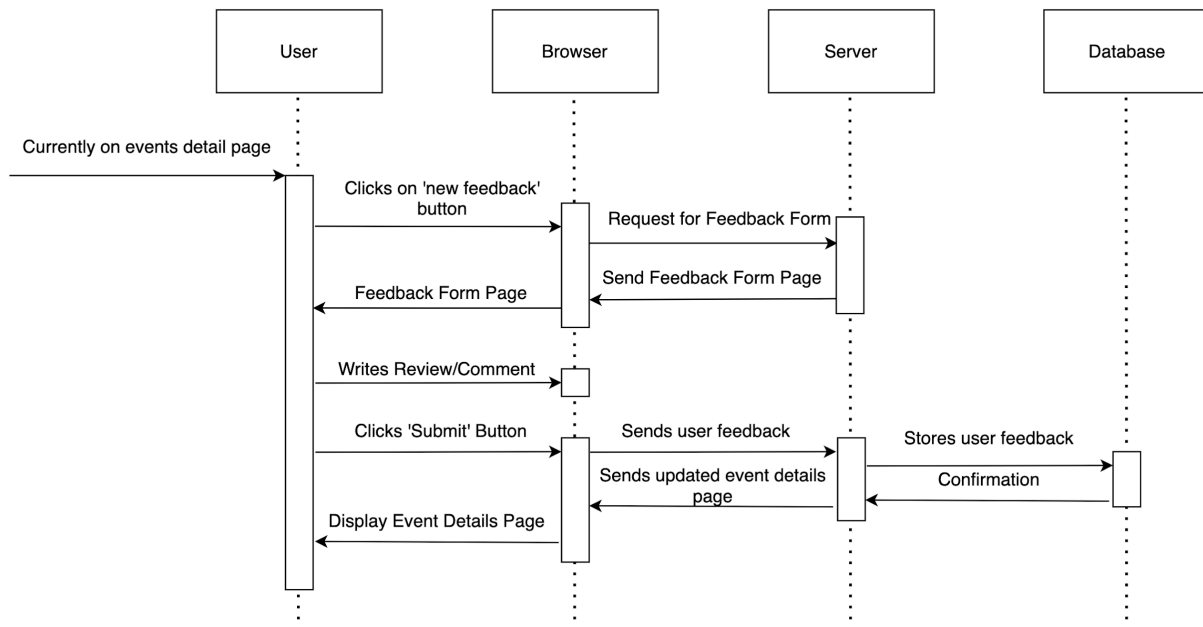 User
Browser
Server
Database
Currently on events detail page
Clicks on 'new feedback'
button
Request for Feedback Form
Send Feedback Form Page
Feedback Form Page
Writes Review/Comment
Clicks 'Submit' Button
Sends user feedback
Stores user feedback
Sends updated event details
page
Confirmation
Display Event Details Page